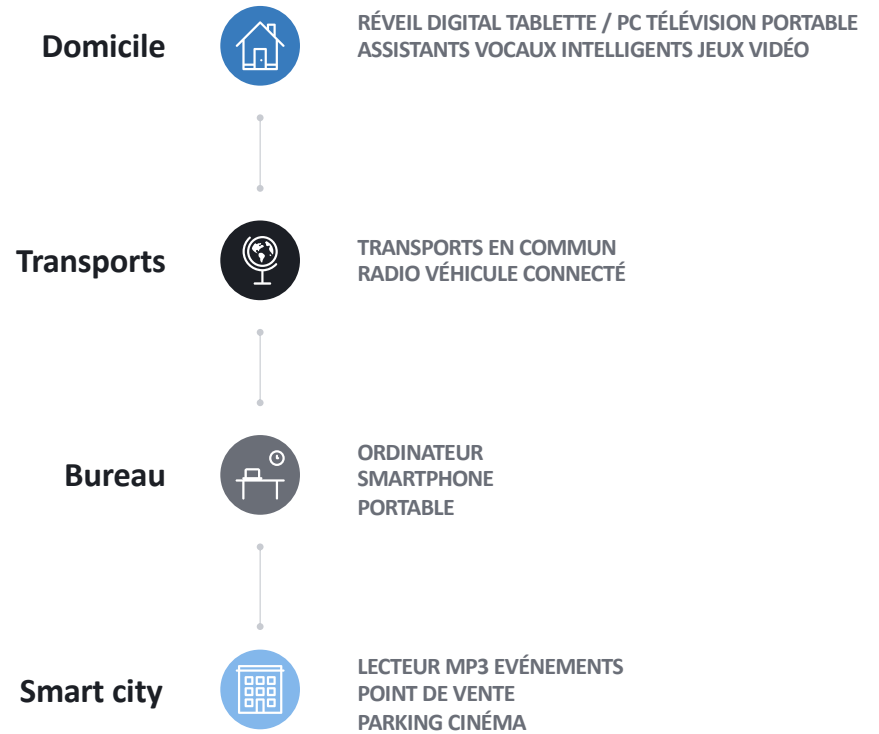 Domicile
RÉVEIL DIGITAL TABLETTE / PC TÉLÉVISION PORTABLE
ASSISTANTS VOCAUX INTELLIGENTS JEUX VIDÉO
Transports
TRANSPORTS EN COMMUN
RADIO VÉHICULE CONNECTÉ
Bureau
ORDINATEUR
SMARTPHONE
PORTABLE
Smart city
LECTEUR MP3 EVÉNEMENTS
POINT DE VENTE
PARKING CINÉMA